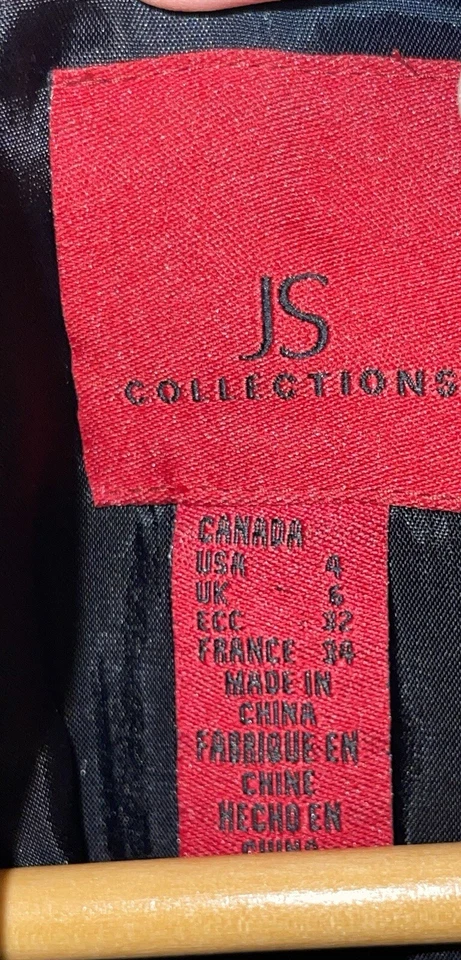 JS
COLLECTIONS
CANADA
USA 4
UK 6
ECC 32
FRANCE 34
MADE IN
CHINA
FABRIQUE EN
CHINE
HECHO EN
CHINA